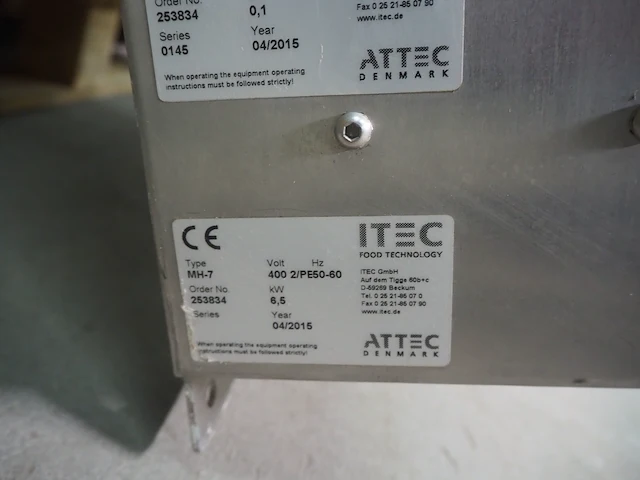 Order No.
253834 0,1
Series Year
0145 04/2015
When operating the equipment operating
instructions must be followed strictly!
Fax 0 25 21-85 07 90
www.itec.de
ATTEC
DENMARK
CE
ITEC
FOOD TECHNOLOGY
Type Volt Hz
MH-7 400 2/PE50-60
Order No. kW
253834 6,5
Series Year
04/2015
When operating the equipment operating
instructions must be followed strictly!
ITEC GmbH
Auf dem Tigge 60b+c
D-59269 Beckum
Tel. 0 25 21-85 07 0
Fax 0 25 21-85 07 90
www.itec.de
ATTEC
DENMARK